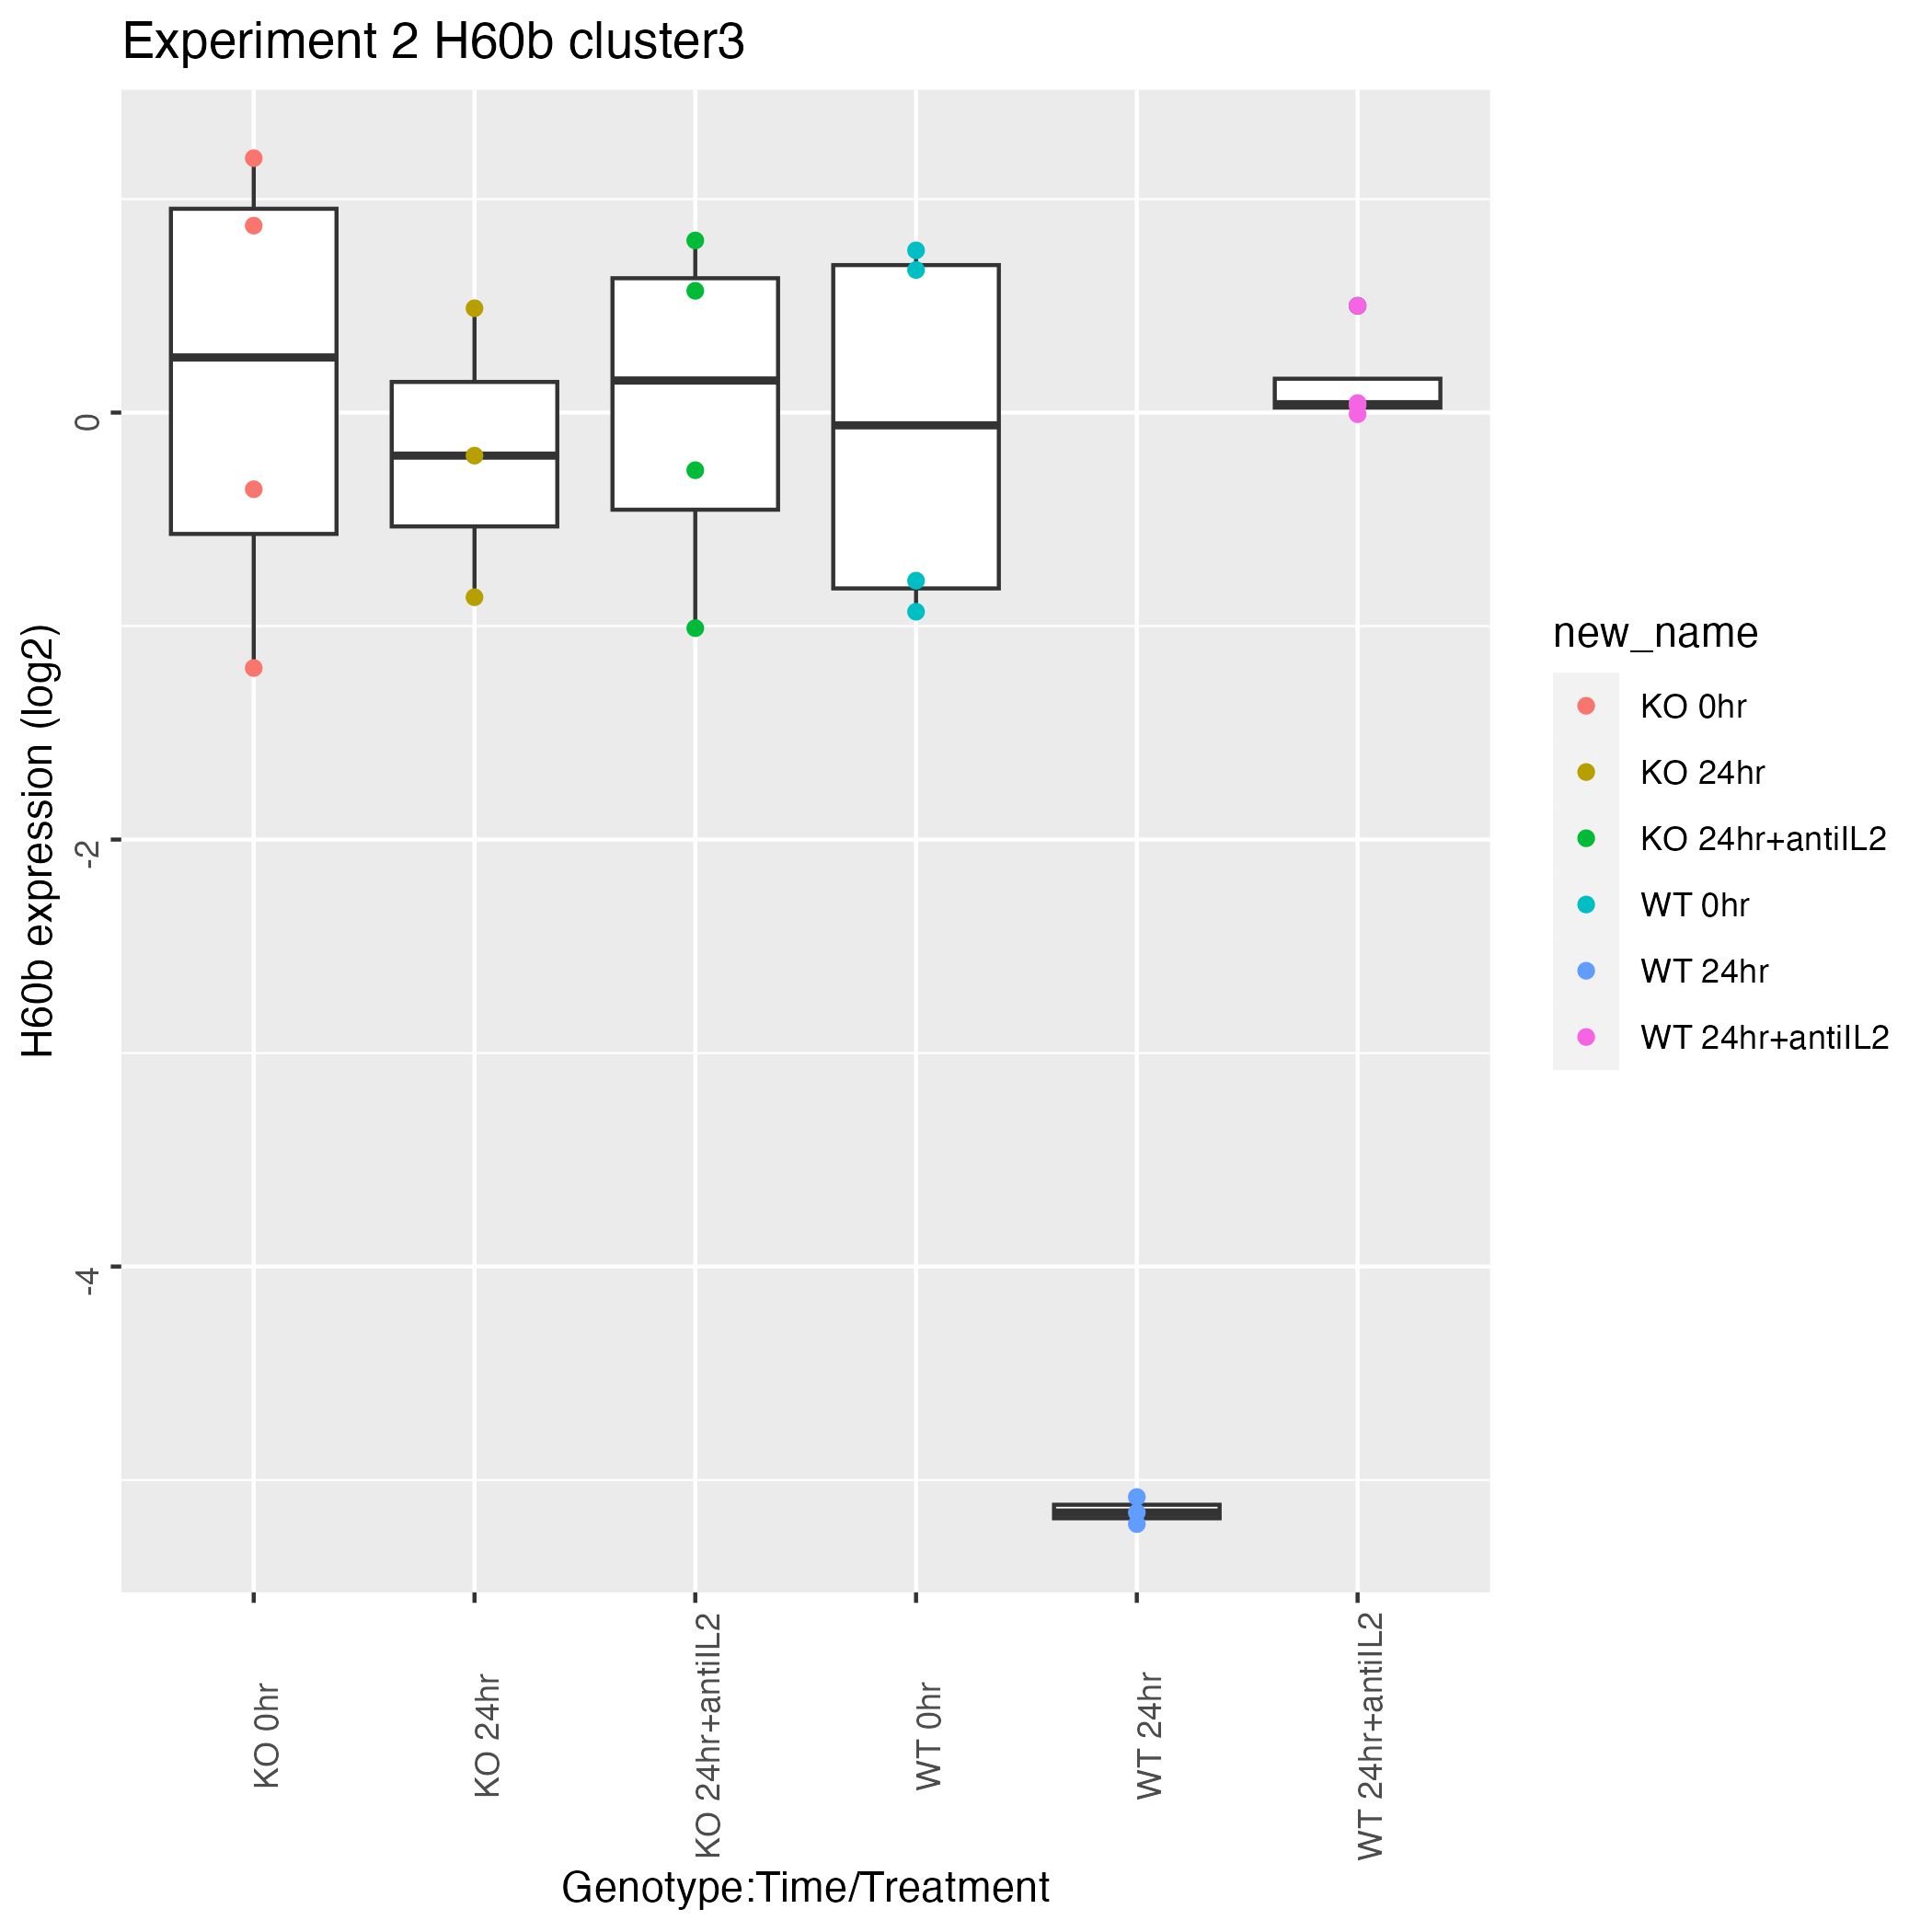 Experiment 2 H60b cluster3
H60b expression (log2)
0
-2
-4
KO 0hr
KO 24hr
KO 24hr+antiIL2
WT 0hr
WT 24hr
WT 24hr+antiIL2
Genotype:Time/Treatment
new_name
KO 0hr
KO 24hr
KO 24hr+antiIL2
WT 0hr
WT 24hr
WT 24hr+antiIL2